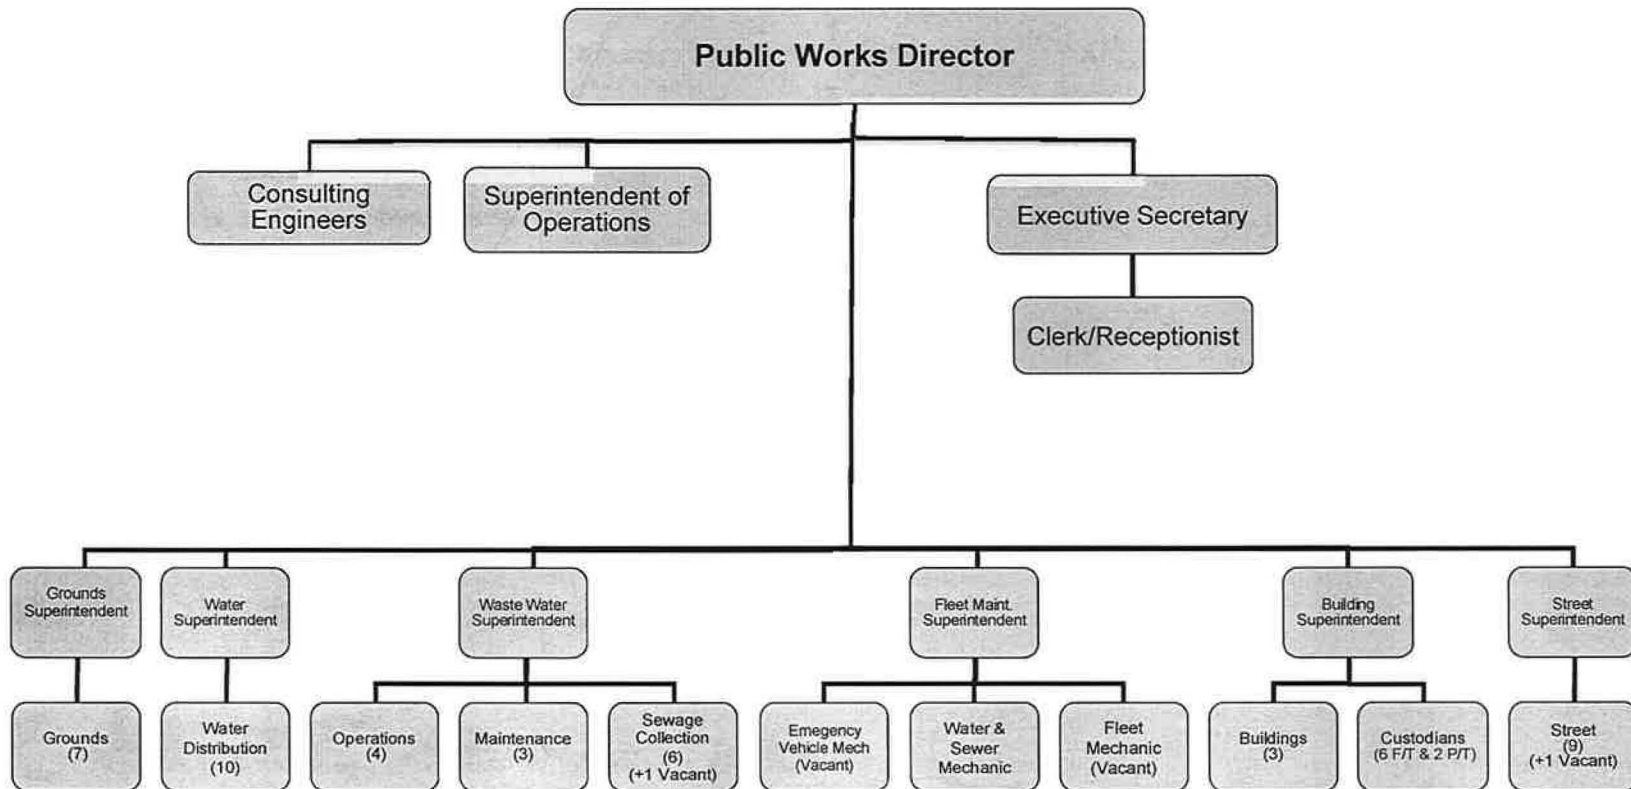 Public Works Director
Consulting
Engineers
Superintendent of
Operations
Executive Secretary
Clerk/Receptionist
Grounds
Superintendent
Water
Superintendent
Waste Water
Superintendent
Fleet Maint.
Superintendent
Building
Superintendent
Street
Superintendent
Grounds
(7)
Water
Distribution
(10)
Operations
(4)
Maintenance
(3)
Sewage
Collection
(6)
(+1 Vacant)
Emegency
Vehicle Mech
(Vacant)
Water &
Sewer
Mechanic
Fleet
Mechanic
(Vacant)
Buildings
(3)
Custodians
(6 F/T & 2 P/T)
Street
(9)
(+1 Vacant)